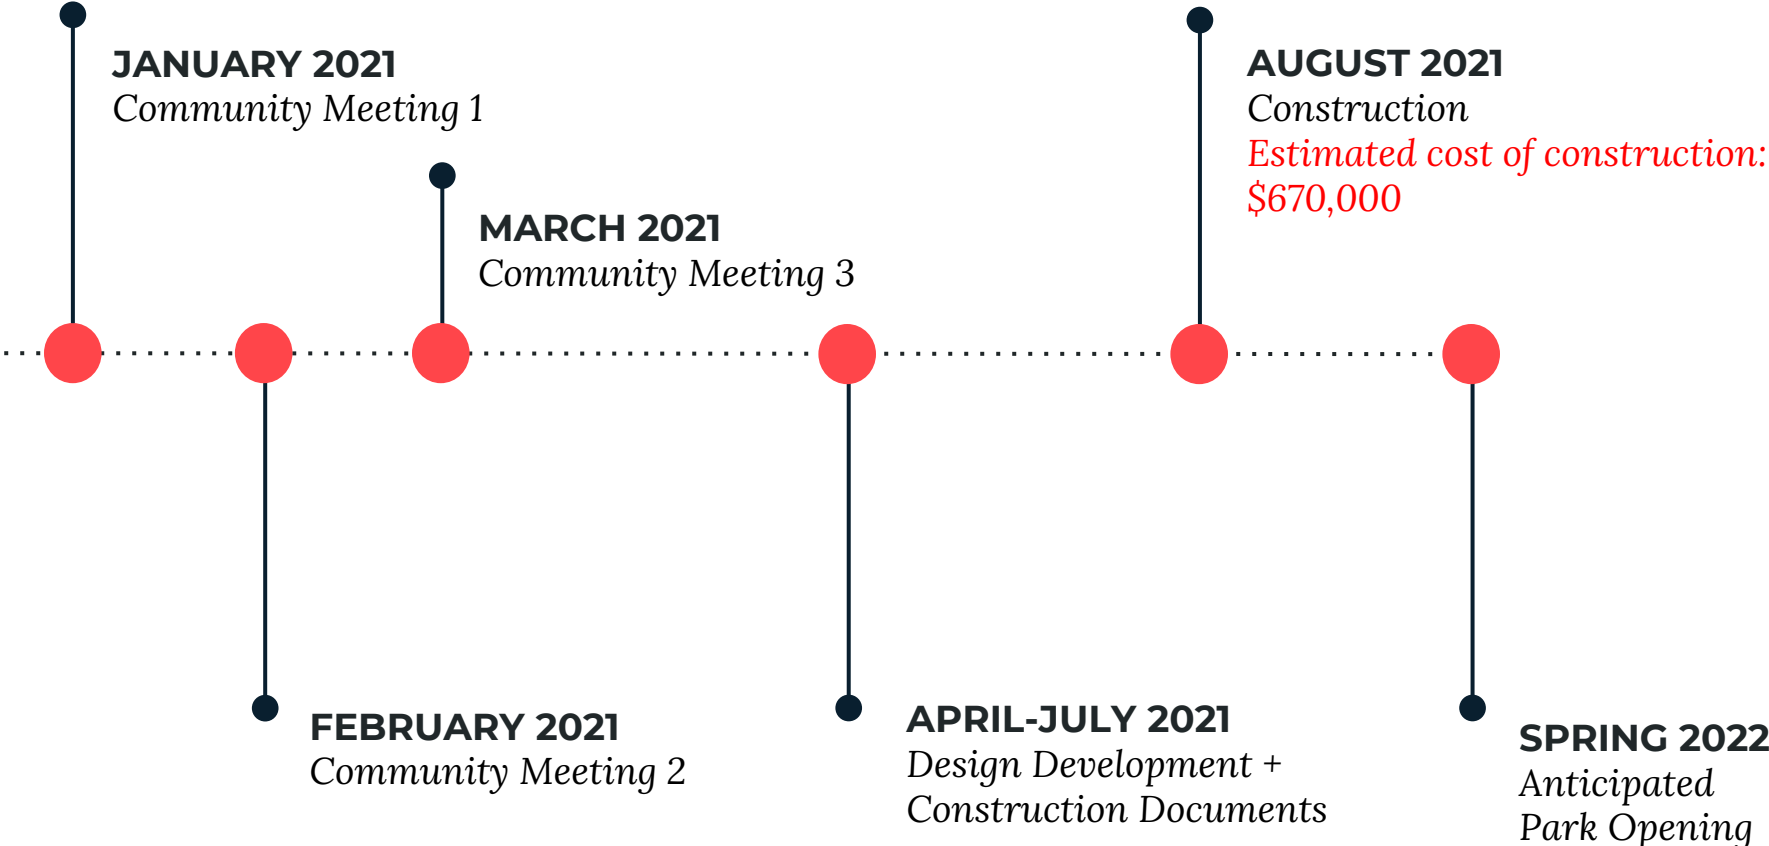 JANUARY 2021
Community Meeting 1
FEBRUARY 2021
Community Meeting 2
MARCH 2021
Community Meeting 3
APRIL-JULY 2021
Design Development +
Construction Documents
AUGUST 2021
Construction
Estimated cost of construction:
$670,000
SPRING 2022
Anticipated
Park Opening